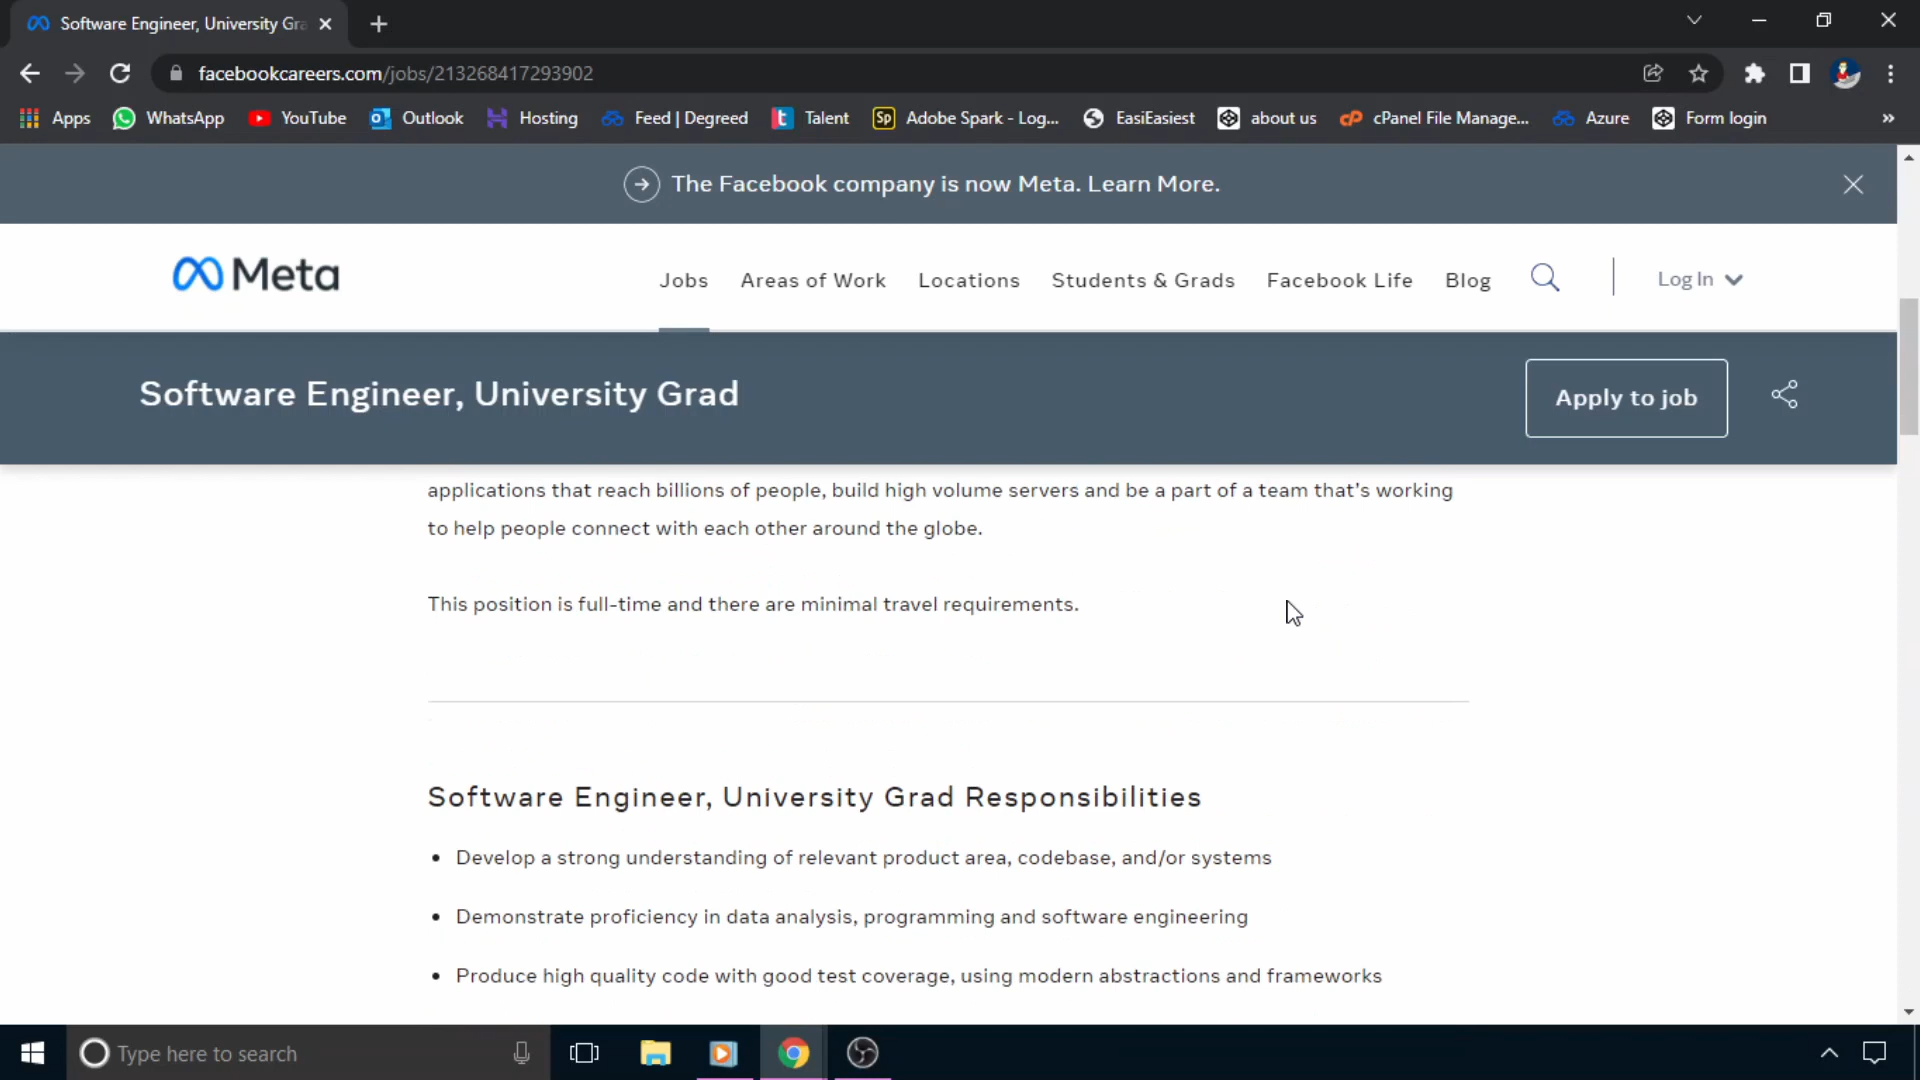 Software Engineer, University Gra
facebookcareers.com/jobs/213268417293902
Apps WhatsApp YouTube Outlook Hosting Feed | Degreed Talent Adobe Spark - Log... EasiEasiest about us cPanel File Manage... Azure Form login »
The Facebook company is now Meta. Learn More.
Meta Jobs Areas of Work Locations Students & Grads Facebook Life Blog Log In
Software Engineer, University Grad Apply to job
applications that reach billions of people, build high volume servers and be a part of a team that's working
to help people connect with each other around the globe.
This position is full-time and there are minimal travel requirements.
Software Engineer, University Grad Responsibilities
• Develop a strong understanding of relevant product area, codebase, and/or systems
• Demonstrate proficiency in data analysis, programming and software engineering
• Produce high quality code with good test coverage, using modern abstractions and frameworks
Type here to search